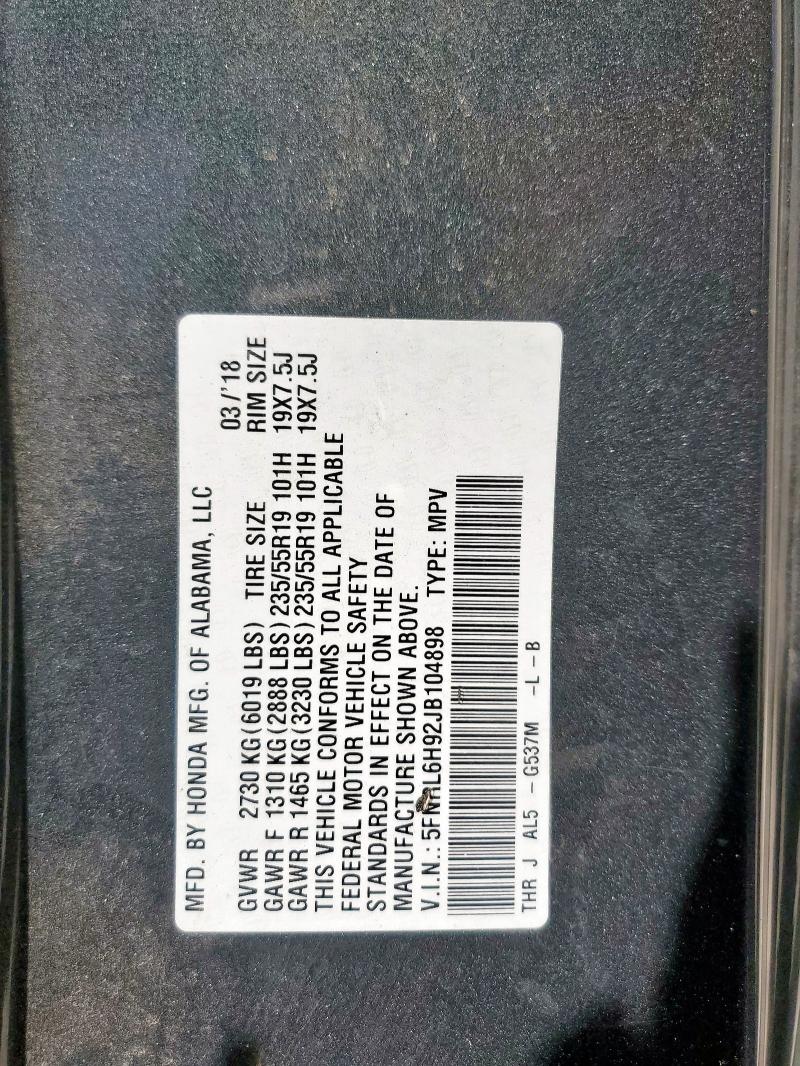 MFD. BY HONDA MFG. OF ALABAMA, LLC
03/'18
GVWR 2730 KG(6019 LBS) TIRE SIZE RIM SIZE
GAWR F 1310 KG(2888 LBS)235/55R19 101H 19X7.5J
GAWR R 1465 KG(3230 LBS)235/55R19 101H 19X7.5J
THIS VEHICLE CONFORMS TO ALL APPLICABLE
FEDERAL MOTOR VEHICLE SAFETY
STANDARDS IN EFFECT ON THE DATE OF
MANUFACTURE SHOWN ABOVE.
V.I.N.: 5FNRL6H92JB104898 TYPE: MPV
THR J AL5 -G537M -L-B